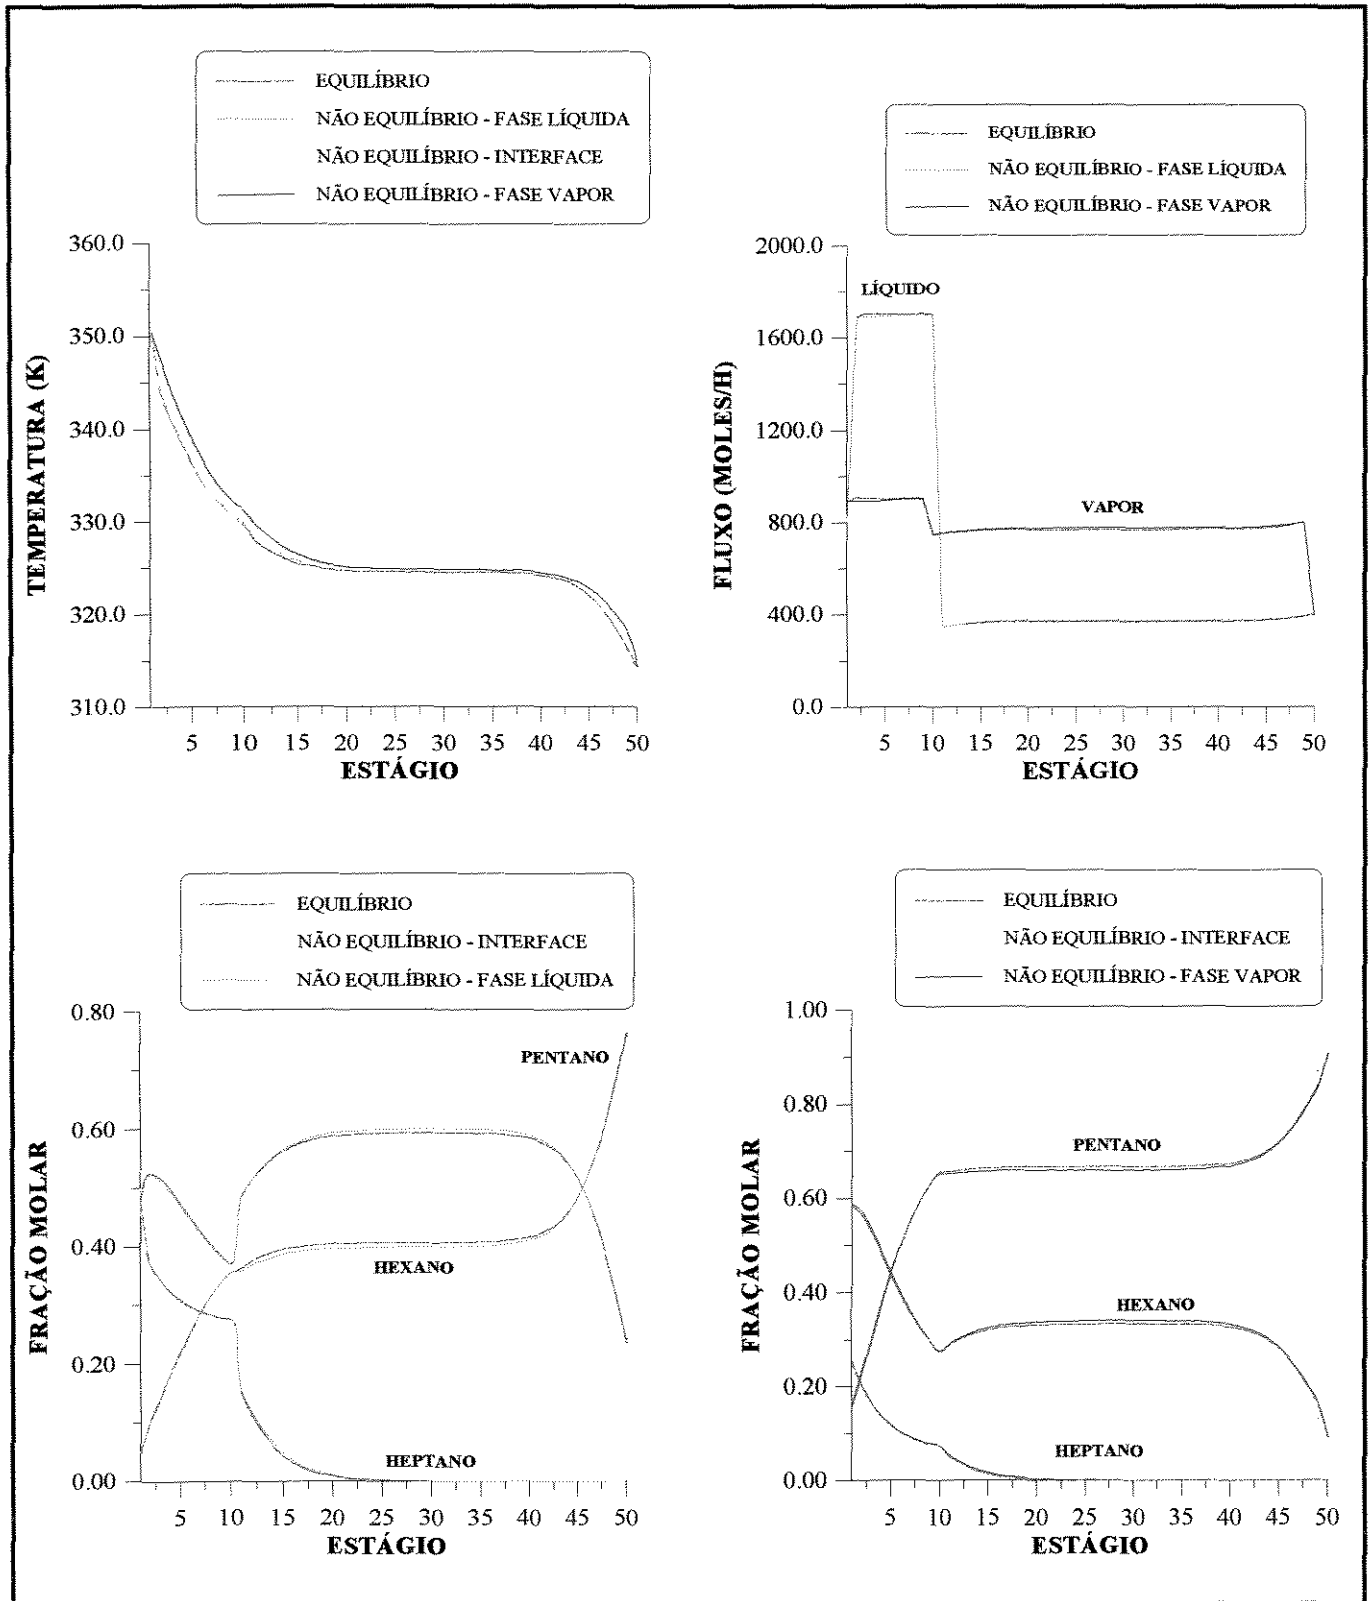 EQUILÍBRIO
NÃO EQUILÍBRIO - FASE LÍQUIDA
NÃO EQUILÍBRIO - INTERFACE
NÃO EQUILÍBRIO - FASE VAPOR
360.0
350.0
340.0
330.0
320.0
310.0
TEMPERATURA (K)
5 10 15 20 25 30 35 40 45 50
ESTÁGIO
EQUILÍBRIO
NÃO EQUILÍBRIO - FASE LÍQUIDA
NÃO EQUILÍBRIO - FASE VAPOR
2000.0
1600.0
1200.0
800.0
400.0
0.0
FLUXO (MOLES/H)
LÍQUIDO
VAPOR
5 10 15 20 25 30 35 40 45 50
ESTÁGIO
EQUILÍBRIO
NÃO EQUILÍBRIO - INTERFACE
NÃO EQUILÍBRIO - FASE LÍQUIDA
0.80
0.60
0.40
0.20
0.00
FRAÇÃO MOLAR
PENTANO
HEXANO
HEPTANO
5 10 15 20 25 30 35 40 45 50
ESTÁGIO
EQUILÍBRIO
NÃO EQUILÍBRIO - INTERFACE
NÃO EQUILÍBRIO - FASE VAPOR
1.00
0.80
0.60
0.40
0.20
0.00
FRAÇÃO MOLAR
PENTANO
HEXANO
HEPTANO
5 10 15 20 25 30 35 40 45 50
ESTÁGIO